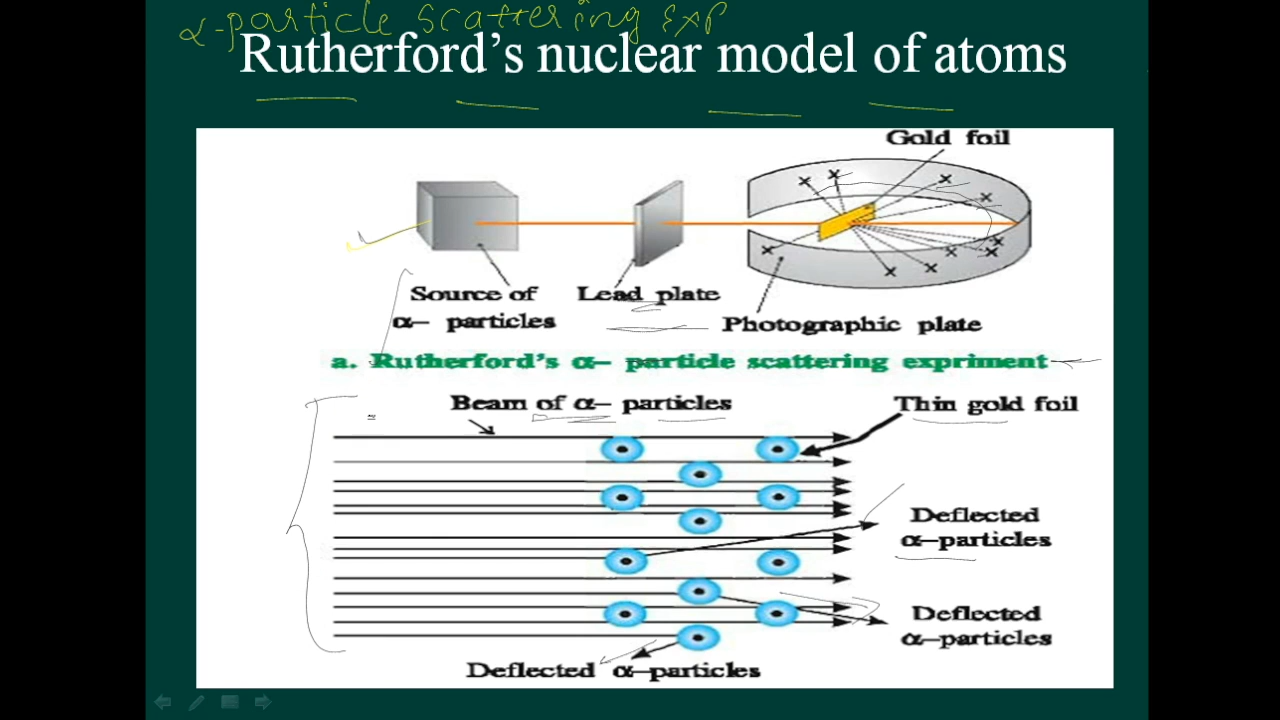 α-particle scattering Exp
Rutherford's nuclear model of atoms
Gold foil
Source of
α– particles
Lead plate
Photographic plate
a. Rutherford's α– particle scattering expriment
Beam of α– particles
Thin gold foil
Deflected
α–particles
Deflected
α–particles
Deflected α–particles